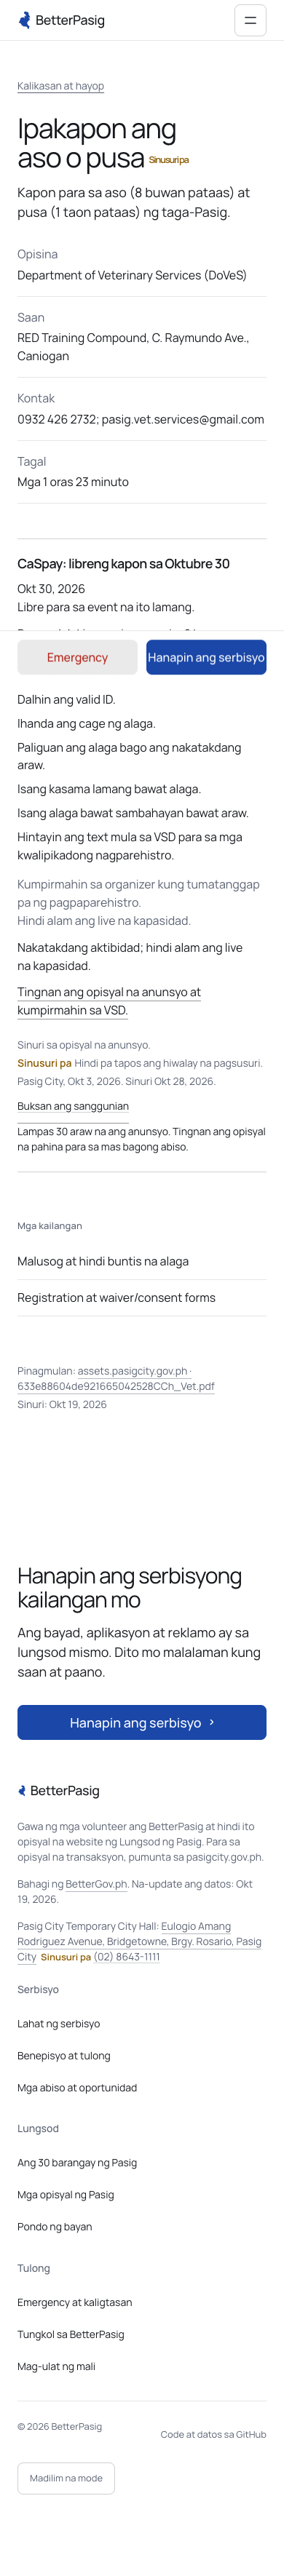 BetterPasig
Kalikasan at hayop
Ipakapon ang
aso o pusa Sinusuri pa
Kapon para sa aso (8 buwan pataas) at
pusa (1 taon pataas) ng taga-Pasig.
Opisina
Department of Veterinary Services (DoVeS)
Saan
RED Training Compound, C. Raymundo Ave.,
Caniogan
Kontak
0932 426 2732; pasig.vet.services@gmail.com
Tagal
Mga 1 oras 23 minuto
CaSpay: libreng kapon sa Oktubre 30
Okt 30, 2026
Libre para sa event na ito lamang.
Emergency
Hanapin ang serbisyo
Dalhin ang valid ID.
Ihanda ang cage ng alaga.
Paliguan ang alaga bago ang nakatakdang
araw.
Isang kasama lamang bawat alaga.
Isang alaga bawat sambahayan bawat araw.
Hintayin ang text mula sa VSD para sa mga
kwalipikadong nagparehistro.
Kumpirmahin sa organizer kung tumatanggap
pa ng pagpaparehistro.
Hindi alam ang live na kapasidad.
Nakatakdang aktibidad; hindi alam ang live
na kapasidad.
Tingnan ang opisyal na anunsyo at
kumpirmahin sa VSD.
Sinuri sa opisyal na anunsyo.
Sinusuri pa Hindi pa tapos ang hiwalay na pagsusuri.
Pasig City, Okt 3, 2026. Sinuri Okt 28, 2026.
Buksan ang sanggunian
Lampas 30 araw na ang anunsyo. Tingnan ang opisyal
na pahina para sa mas bagong abiso.
Mga kailangan
Malusog at hindi buntis na alaga
Registration at waiver/consent forms
Pinagmulan: assets.pasigcity.gov.ph ·
633e88604de921665042528CCh_Vet.pdf
Sinuri: Okt 19, 2026
Hanapin ang serbisyong
kailangan mo
Ang bayad, aplikasyon at reklamo ay sa
lungsod mismo. Dito mo malalaman kung
saan at paano.
Hanapin ang serbisyo ›
BetterPasig
Gawa ng mga volunteer ang BetterPasig at hindi ito
opisyal na website ng Lungsod ng Pasig. Para sa
opisyal na transaksyon, pumunta sa pasigcity.gov.ph.
Bahagi ng BetterGov.ph. Na-update ang datos: Okt
19, 2026.
Pasig City Temporary City Hall: Eulogio Amang
Rodriguez Avenue, Bridgetowne, Brgy. Rosario, Pasig
City Sinusuri pa (02) 8643-1111
Serbisyo
Lahat ng serbisyo
Benepisyo at tulong
Mga abiso at oportunidad
Lungsod
Ang 30 barangay ng Pasig
Mga opisyal ng Pasig
Pondo ng bayan
Tulong
Emergency at kaligtasan
Tungkol sa BetterPasig
Mag-ulat ng mali
© 2026 BetterPasig
Code at datos sa GitHub
Madilim na mode